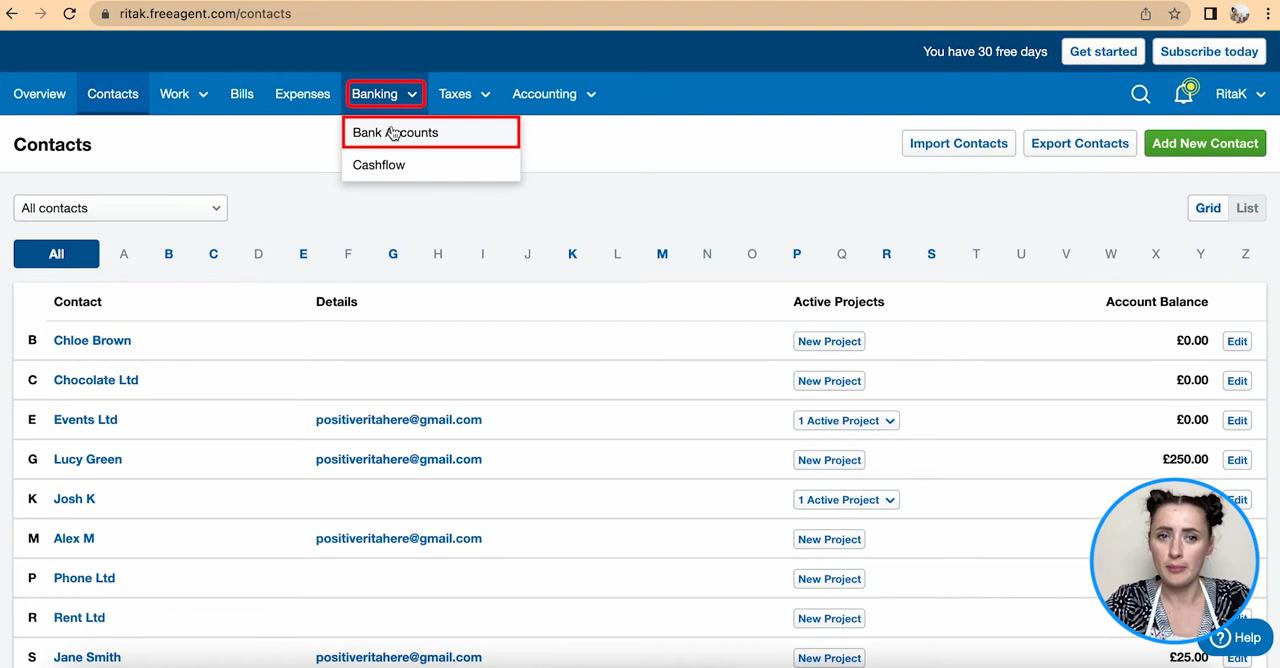 ritak.freeagent.com/contacts
You have 30 free days Get started Subscribe today
Overview Contacts Work Bills Expenses Banking Taxes Accounting RitaK
Bank Accounts
Cashflow
Contacts Import Contacts Export Contacts Add New Contact
All contacts Grid List
All A B C D E F G H I J K L M N O P Q R S T U V W X Y Z
Contact Details Active Projects Account Balance
B Chloe Brown New Project £0.00 Edit
C Chocolate Ltd New Project £0.00 Edit
E Events Ltd positiveritahere@gmail.com 1 Active Project £0.00 Edit
G Lucy Green positiveritahere@gmail.com New Project £250.00 Edit
K Josh K 1 Active Project Edit
M Alex M positiveritahere@gmail.com New Project
P Phone Ltd New Project
R Rent Ltd New Project
S Jane Smith positiveritahere@gmail.com New Project £25.00 Edit
Help